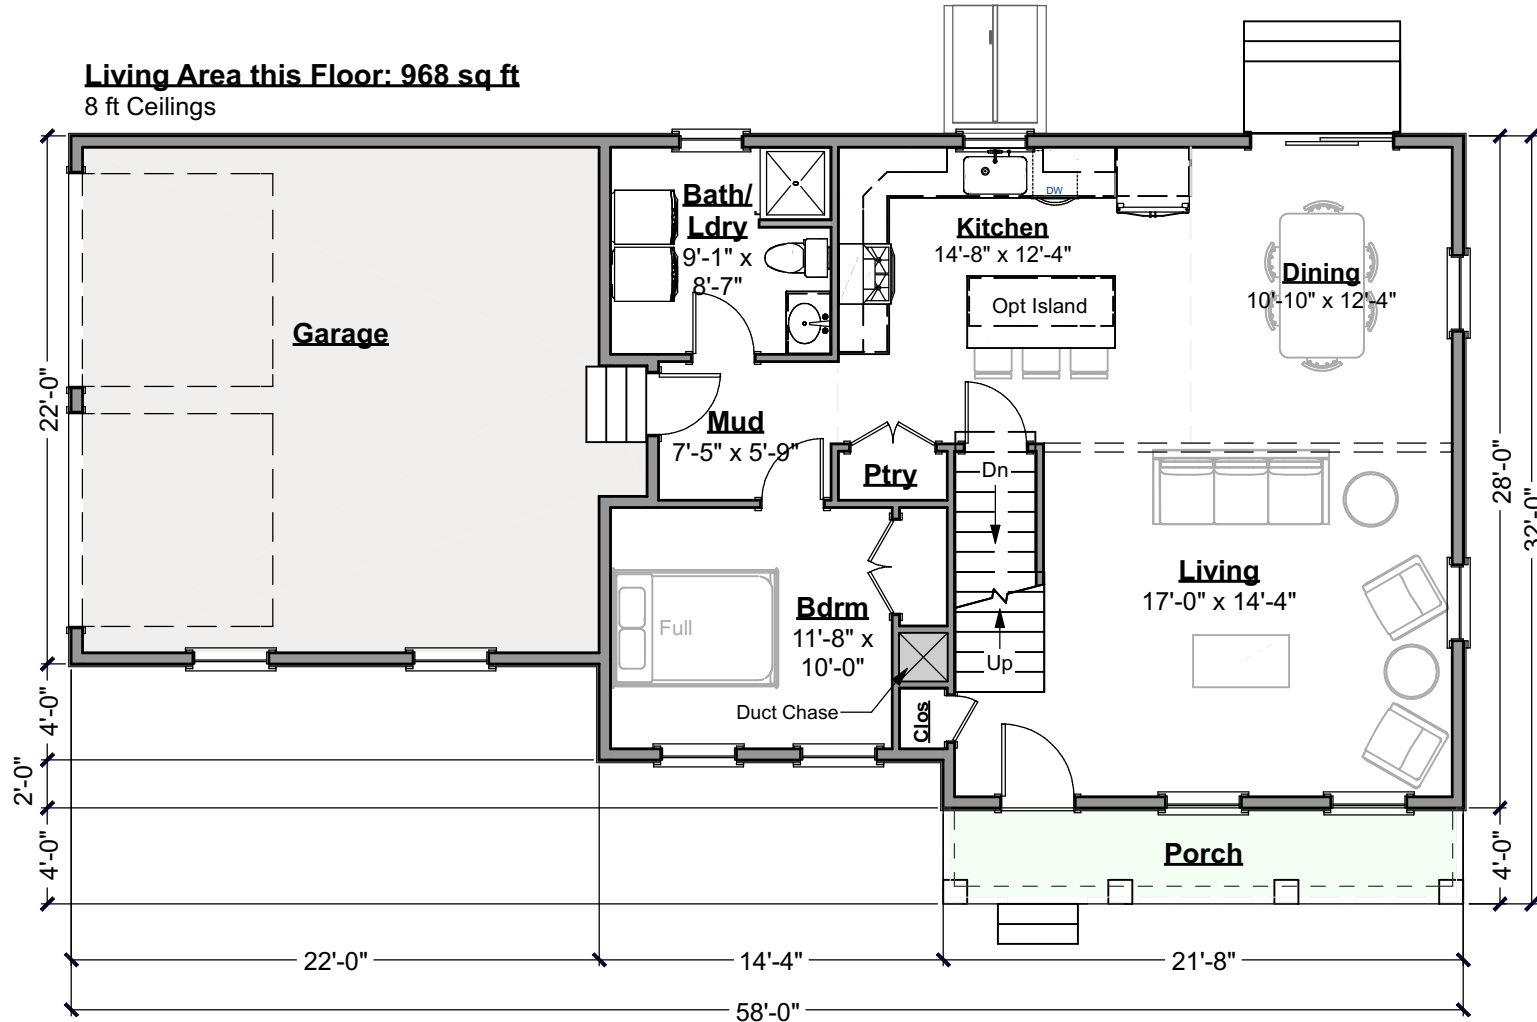 Living Area this Floor: 968 sq ft
8 ft Ceilings
Bath/
Ldry
9'-1" x
8'-7"
DW
Kitchen
14'-8" x 12'-4"
Opt Island
Dining
10'-10" x 12'-4"
Garage
Mud
7'-5" x 5'-9"
Ptry
Dn
Up
Living
17'-0" x 14'-4"
Bdrm
11'-8" x
10'-0"
Full
Duct Chase
Clos
Porch
22'-0"
4'-0"
2'-0"
4'-0"
28'-0"
32'-0"
4'-0"
22'-0"
14'-4"
21'-8"
58'-0"